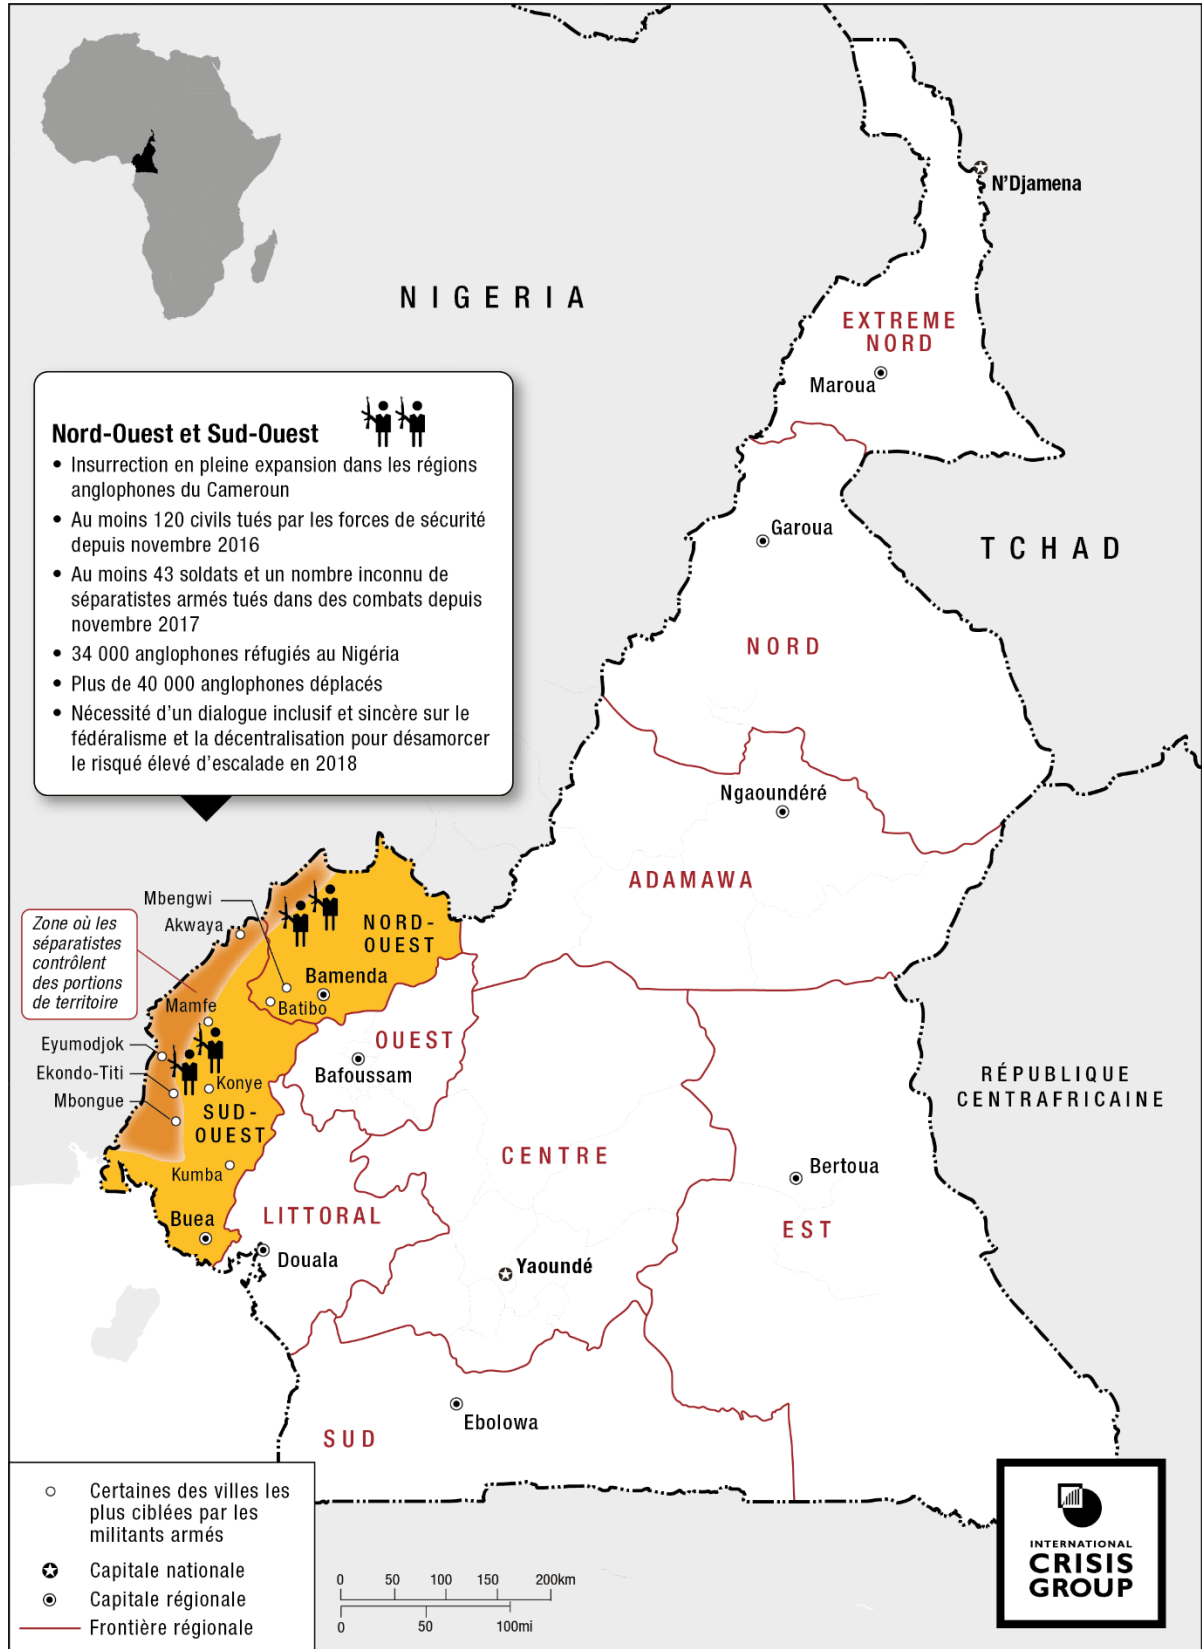 N'Djamena
NIGERIA
EXTREME
NORD
Maroua
Nord-Ouest et Sud-Ouest
• Insurrection en pleine expansion dans les régions
anglophones du Cameroun
• Au moins 120 civils tués par les forces de sécurité
depuis novembre 2016
• Au moins 43 soldats et un nombre inconnu de
séparatistes armés tués dans des combats depuis
novembre 2017
• 34 000 anglophones réfugiés au Nigéria
• Plus de 40 000 anglophones déplacés
• Nécessité d'un dialogue inclusif et sincère sur le
fédéralisme et la décentralisation pour désamorcer
le risqué élevé d'escalade en 2018
Garoua
TCHAD
NORD
Ngaoundéré
ADAMAWA
Mbengwi
Akwaya
Zone où les
séparatistes
contrôlent
des portions
de territoire
NORD-
OUEST
Bamenda
Batibo
Mamfe
Eyumodjok
Ekondo-Titi
Mbongue
Konye
SUD-
OUEST
Kumba
Buea
OUEST
Bafoussam
RÉPUBLIQUE
CENTRAFRICAINE
CENTRE
Bertoua
LITTORAL
EST
Douala
Yaoundé
Ebolowa
SUD
Certaines des villes les
plus ciblées par les
militants armés
Capitale nationale
Capitale régionale
Frontière régionale
0 50 100 150 200km
0 50 100mi
INTERNATIONAL
CRISIS
GROUP